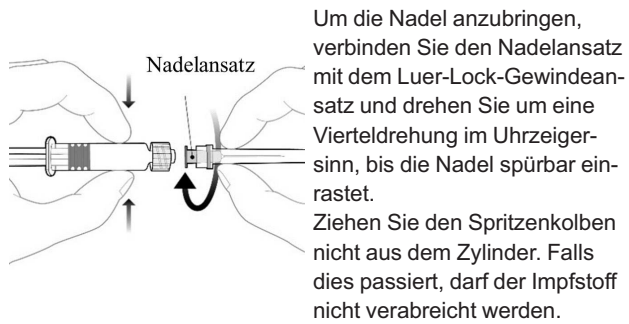 Nadelansatz
Um die Nadel anzubringen,
verbinden Sie den Nadelansatz
mit dem Luer-Lock-Gewindean-
satz und drehen Sie um eine
Vierteldrehung im Uhrzeiger-
sinn, bis die Nadel spürbar ein-
rastet.
Ziehen Sie den Spritzenkolben
nicht aus dem Zylinder. Falls
dies passiert, darf der Impfstoff
nicht verabreicht werden.